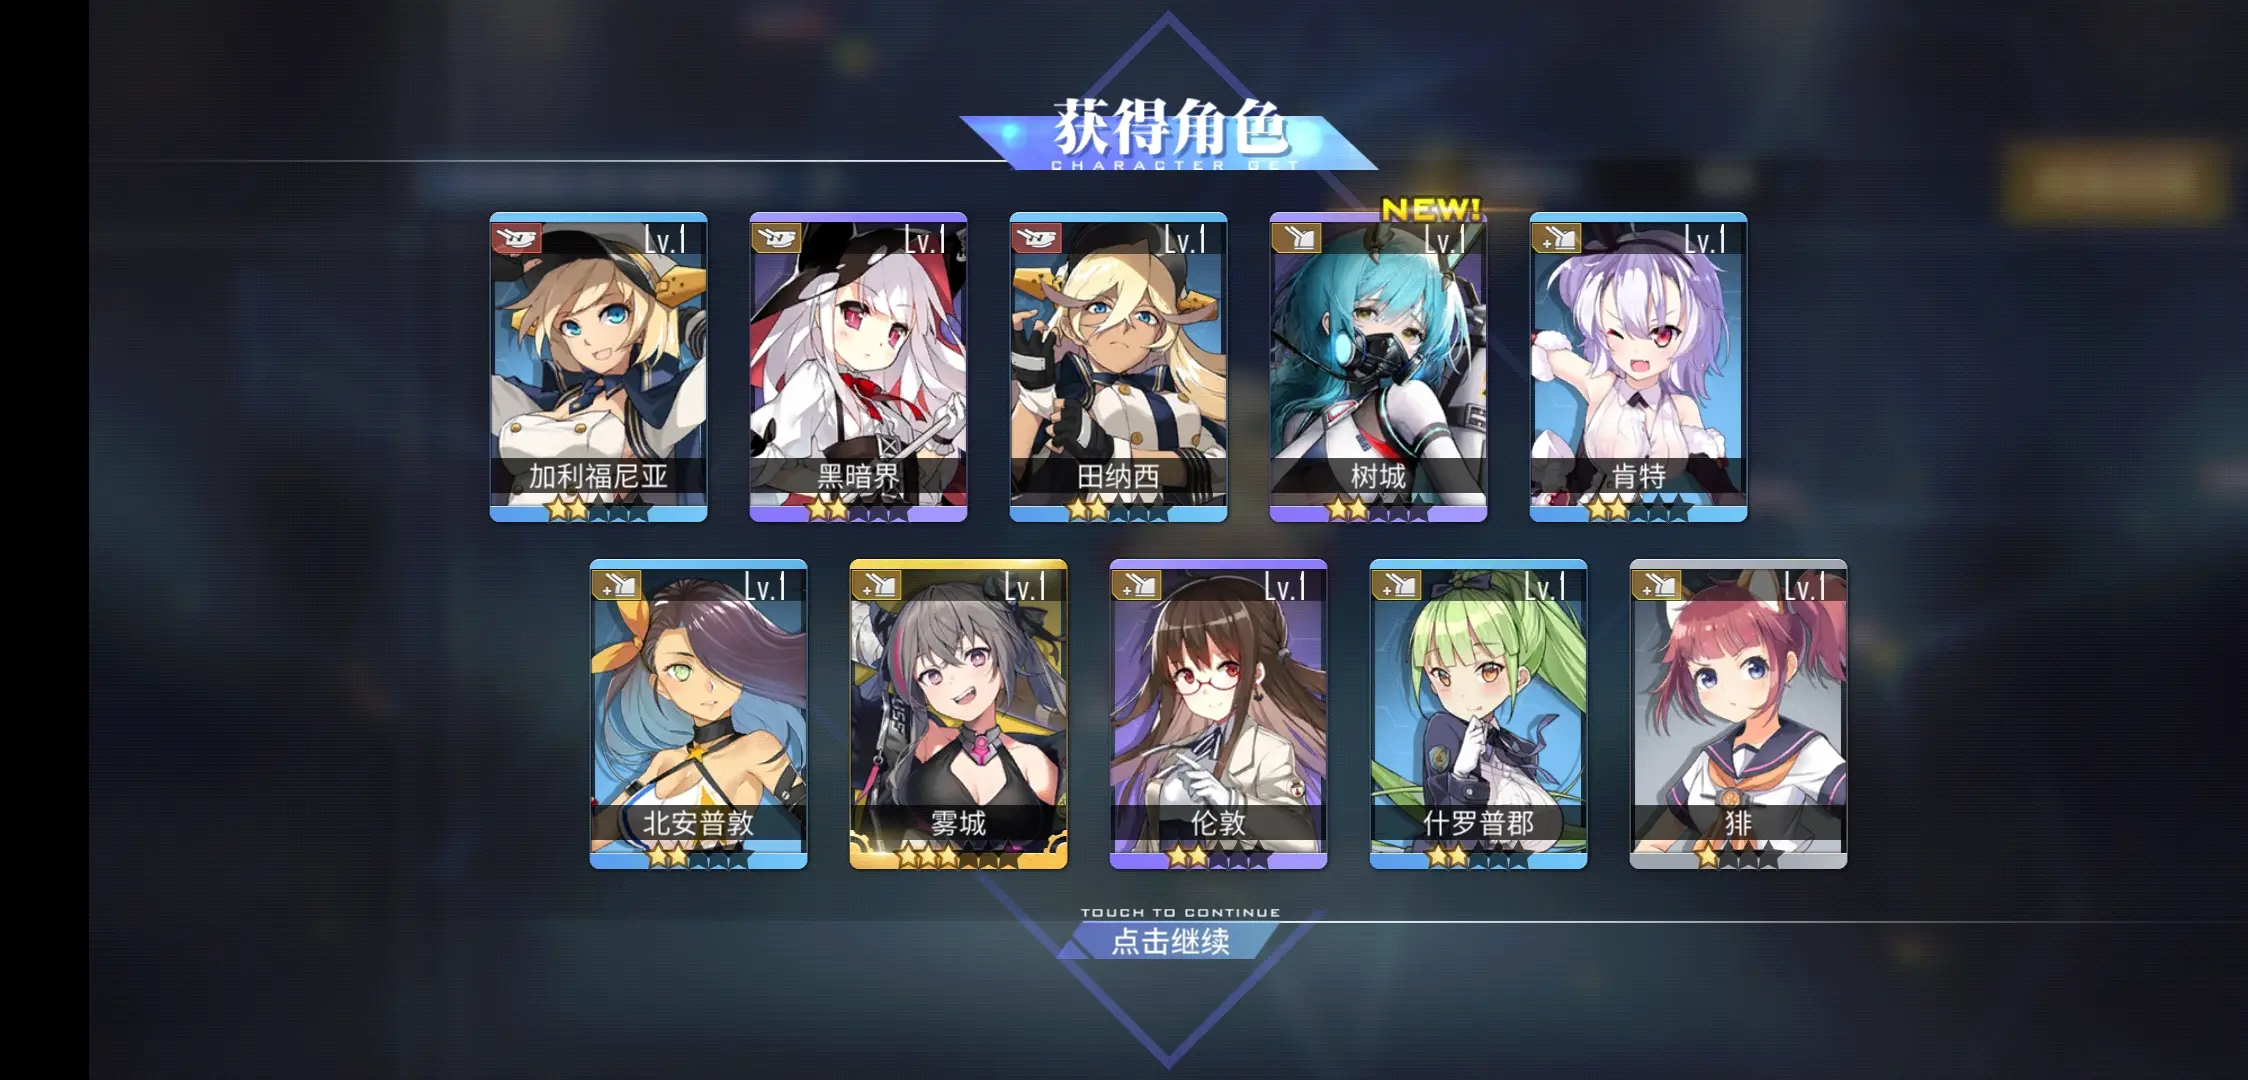 获得角色
CHARACTER GET
NEW!
Lv.1
Lv.1
Lv.1
Lv.1
Lv.1
加利福尼亚
黑暗界
田纳西
树城
肯特
Lv.1
Lv.1
Lv.1
Lv.1
Lv.1
北安普敦
雾城
伦敦
什罗普郡
猅
TOUCH TO CONTINUE
点击继续